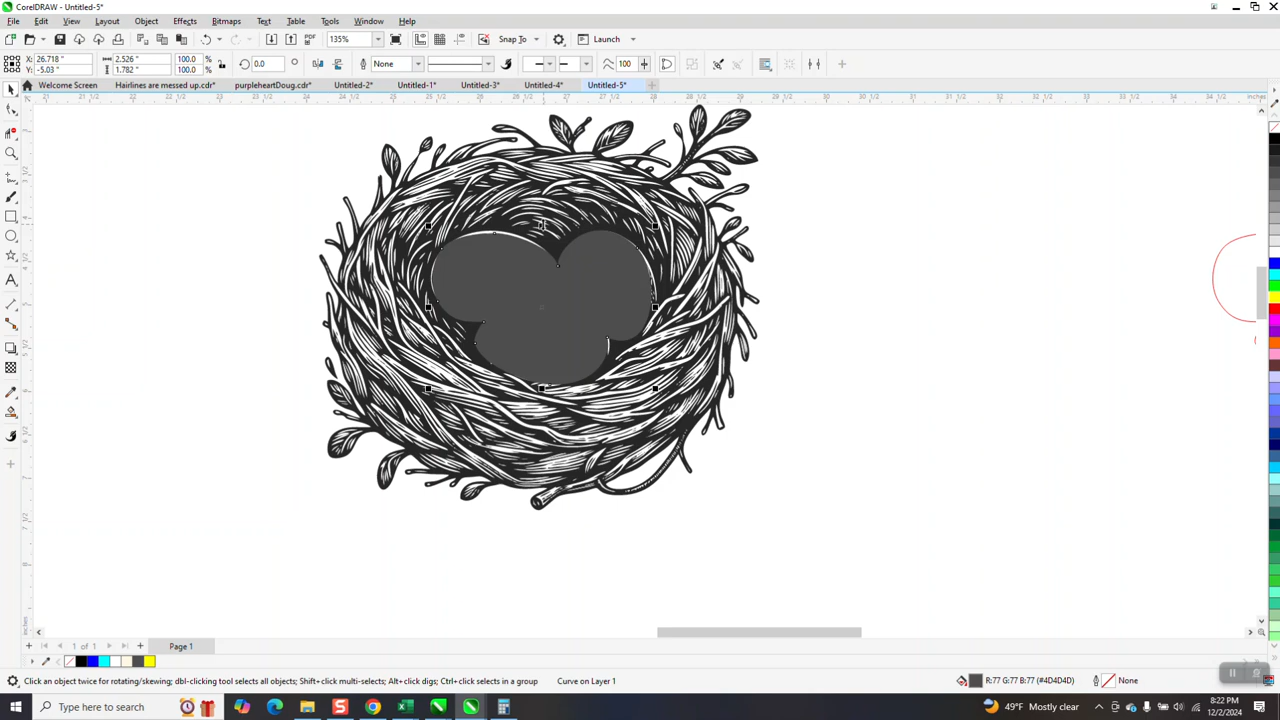 CorelDRAW - Untitled-5*
File Edit View Layout Object Effects Bitmaps Text Table Tools Window Help
PDF 135% Snap To Launch
X: 26.718 " 2.526 " 100.0 % 0.0 None 100
Y: -5.03 " 1.782 " 100.0 %
Welcome Screen Hairlines are messed up.cdr* purpleheartDoug.cdr* Untitled-2* Untitled-1* Untitled-3* Untitled-4* Untitled-5*
inches
inches
1 of 1 Page 1
Click an object twice for rotating/skewing; dbl-clicking tool selects all objects; Shift+click multi-selects; Alt+click digs; Ctrl+click selects in a group Curve on Layer 1 R:77 G:77 B:77 (#4D4D4D) None
Type here to search 49°F Mostly clear 8:22 PM
12/2/2024